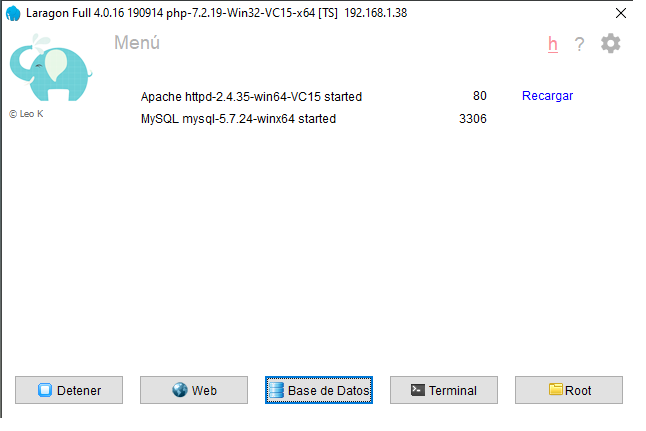 Laragon Full 4.0.16 190914 php-7.2.19-Win32-VC15-x64 [TS] 192.168.1.38
Menú
h ?
© Leo K
Apache httpd-2.4.35-win64-VC15 started 80 Recargar
MySQL mysql-5.7.24-winx64 started 3306
Detener Web Base de Datos Terminal Root